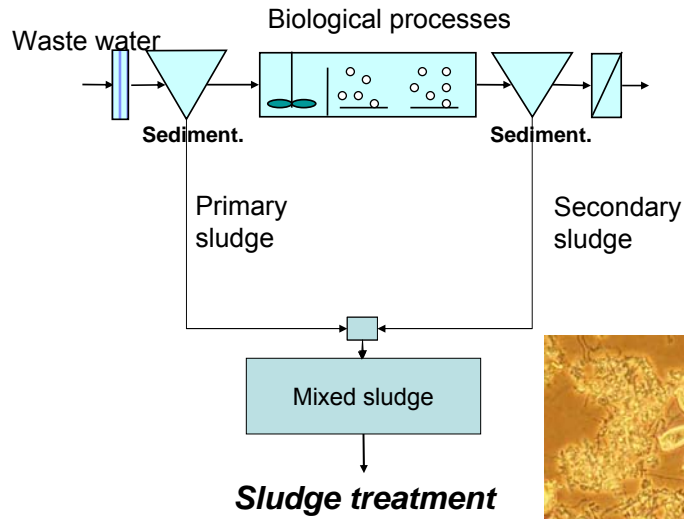 Biological processes
Waste water
Sediment.
Sediment.
Primary
sludge
Secondary
sludge
Mixed sludge
Sludge treatment